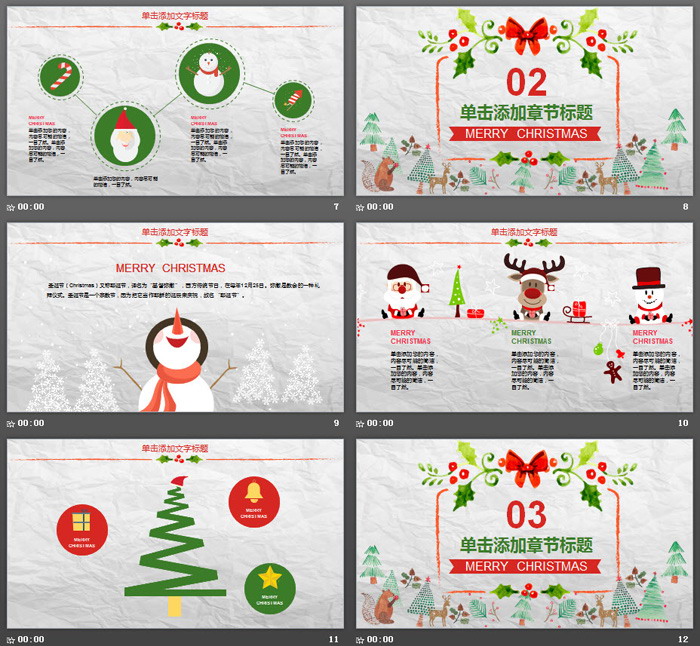 单击添加文字标题
MERRY
CHRISTMAS
单击添加您的内容，
内容尽可能的简洁，
一目了然。单击添
加您的内容，内容
尽可能的简洁，一
目了然。
单击添加您的内容，内容尽可能
的简洁，一目了然。
MERRY
CHRISTMAS
单击添加您的内容，
内容尽可能的简洁，
一目了然。单击添
加您的内容，内容
尽可能的简洁，一
目了然。
MERRY
CHRISTMAS
单击添加您的内容，
内容尽可能的简洁，
一目了然。单击添
加您的内容，内容
尽可能的简洁，一
目了然。
00:00
7
02
单击添加章节标题
MERRY CHRISTMAS
00:00
8
单击添加文字标题
MERRY CHRISTMAS
圣诞节（Christmas）又称耶诞节，译名为“基督弥撒”，西方传统节日，在每年12月25日。弥撒是教会的一种礼
拜仪式。圣诞节是一个宗教节，因为把它当作耶稣的诞辰来庆祝，故名“耶诞节”。
00:00
9
单击添加文字标题
MERRY
CHRISTMAS
单击添加您的内容，
内容尽可能的简洁，
一目了然。单击添
加您的内容，内容
尽可能的简洁，一
目了然。
MERRY
CHRISTMAS
单击添加您的内容，
内容尽可能的简洁，
一目了然。单击添
加您的内容，内容
尽可能的简洁，一
目了然。
MERRY
CHRISTMAS
单击添加您的内容，
内容尽可能的简洁，
一目了然。单击添
加您的内容，内容
尽可能的简洁，一
目了然。
00:00
10
单击添加文字标题
MERRY
CHRISTMAS
MERRY
CHRISTMAS
MERRY
CHRISTMAS
00:00
11
03
单击添加章节标题
MERRY CHRISTMAS
00:00
12